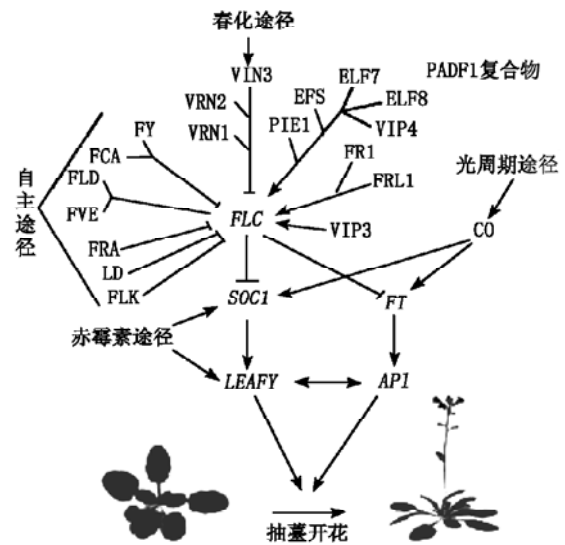 春化途径
VIN3
VRN2
VRN1
ELF7
PADF1复合物
EFS
ELF8
PIE1
VIP4
FY
FCA
FLD
FVE
FR1
FRL1
光周期途径
自主途径
FLC
VIP3
CO
FRA
LD
FLK
SOC1
FT
赤霉素途径
LEAFY
AP1
抽薹开花